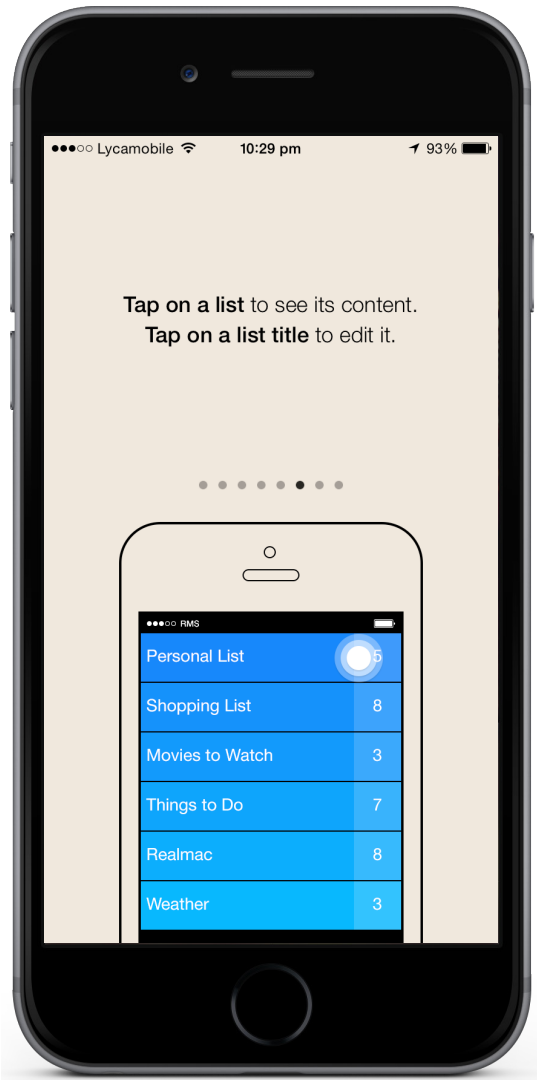 Lycamobile 10:29 pm 93%
Tap on a list to see its content.
Tap on a list title to edit it.
RMS
Personal List 5
Shopping List 8
Movies to Watch 3
Things to Do 7
Realmac 8
Weather 3